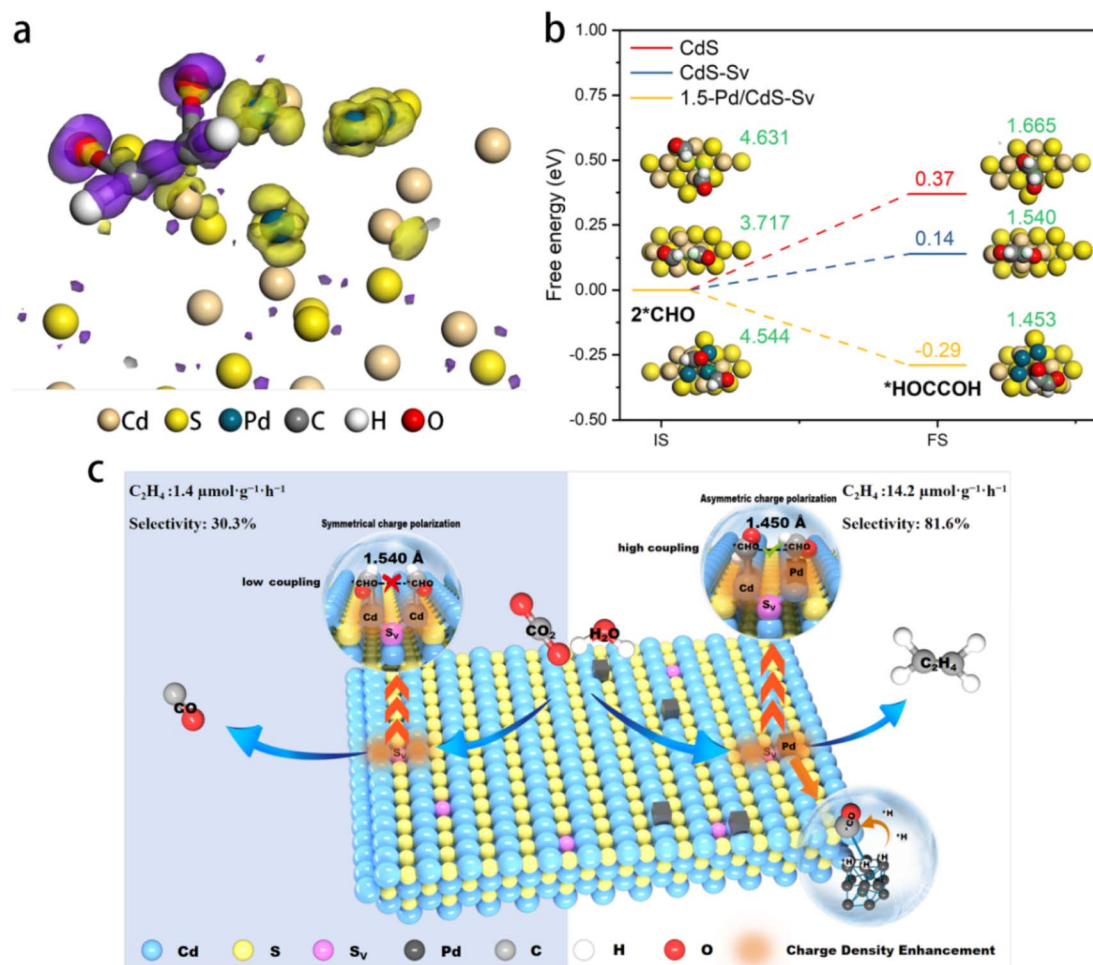 a
Cd S Pd C H O
b
CdS
CdS-Sv
1.5-Pd/CdS-Sv
Free energy (eV)
1.00
0.75
0.50
0.25
0.00
-0.25
-0.50
4.631
1.665
0.37
3.717
1.540
0.14
2*CHO
4.544
1.453
-0.29
*HOCCOH
IS FS
c
C₂H₄ :1.4 μmol·g⁻¹·h⁻¹
Selectivity: 30.3%
Symmetrical charge polarization
1.540 Å
low coupling
*CHO *CHO
Cd Cd
Sᵥ
Asymmetric charge polarization
C₂H₄ :14.2 μmol·g⁻¹·h⁻¹
Selectivity: 81.6%
1.450 Å
high coupling
*CHO *CHO
Cd Pd
Sᵥ
CO₂
H₂O
C₂H₄
CO
Sᵥ
Sᵥ Pd
*CO
*H
*H
*H *H *H
Cd S Sᵥ Pd C H O Charge Density Enhancement